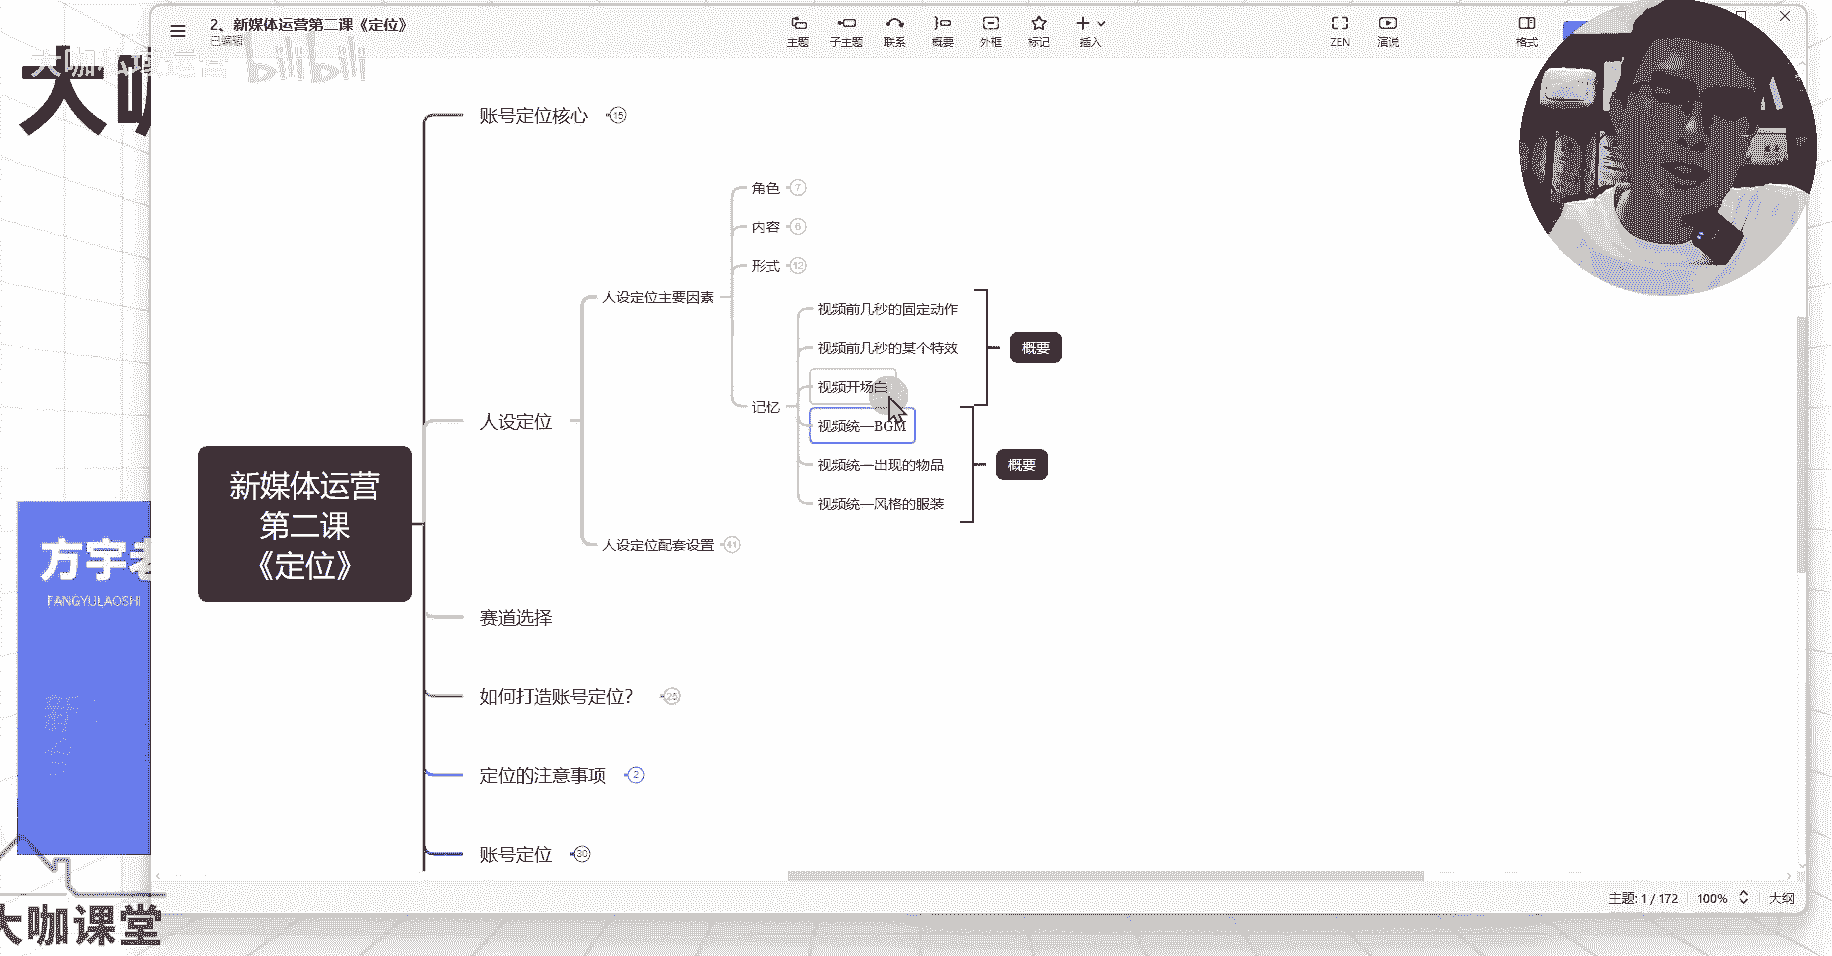 2、新媒体运营第二课《定位》
已编辑
主题
子主题
联系
概要
外框
标记
插入
ZEN
演说
格式
大咖私域运营 bilibili
大咖
账号定位核心 15
角色 7
内容 6
形式 12
人设定位主要因素
视频前几秒的固定动作
视频前几秒的某个特效
概要
视频开场白
记忆
视频统一BGM
人设定位
视频统一出现的物品
概要
视频统一风格的服装
新媒体运营
第二课
《定位》
人设定位配套设置 41
方宇老
FANGYULAOSHI
赛道选择
如何打造账号定位？
定位的注意事项 2
账号定位 30
主题: 1 / 172
100%
大纲
大咖课堂